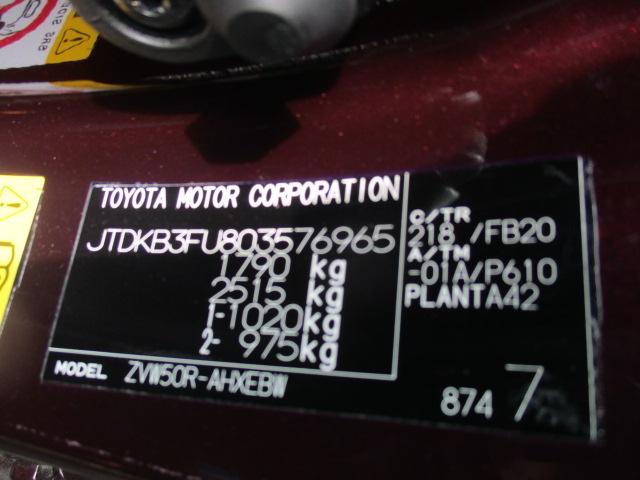 TOYOTA MOTOR CORPORATION
JTDKB3FU803576965
1790 kg
2515 kg
1-1020kg
2- 975kg
C/TR
218 /FB20
A/TM
-01A/P610
PLANTA42
MODEL ZVW50R-AHXEBW
874 7
SRS